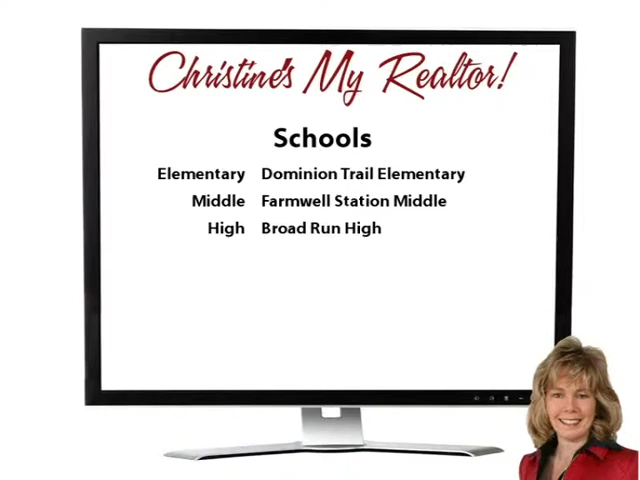 Christine's My Realtor!
Schools
Elementary Dominion Trail Elementary
Middle Farmwell Station Middle
High Broad Run High